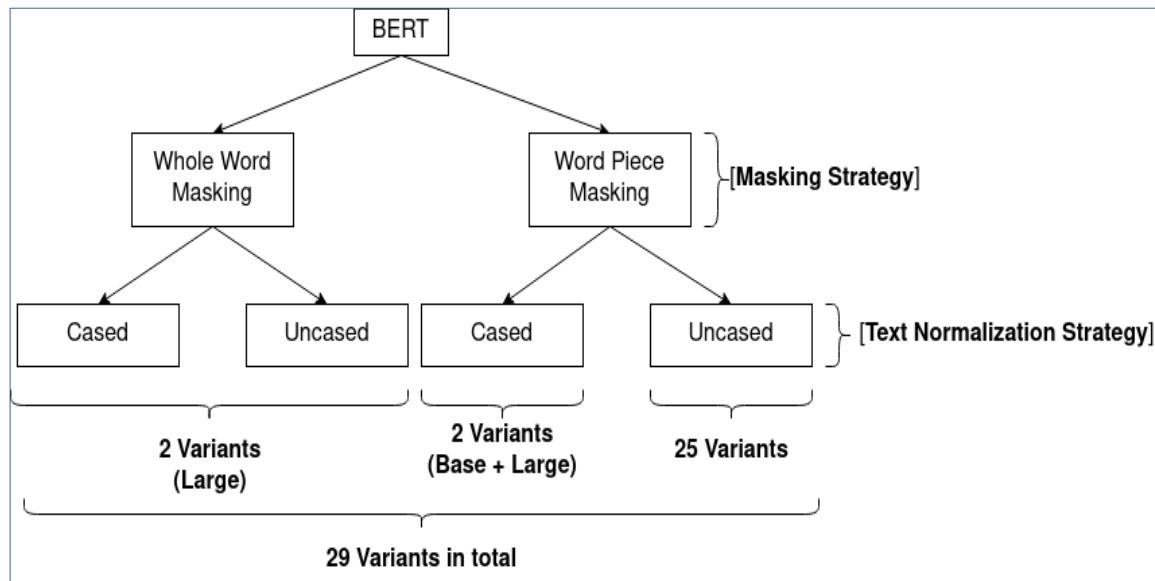 BERT
Whole Word
Masking
Word Piece
Masking
[Masking Strategy]
Cased
Uncased
Cased
Uncased
[Text Normalization Strategy]
2 Variants
(Large)
2 Variants
(Base + Large)
25 Variants
29 Variants in total